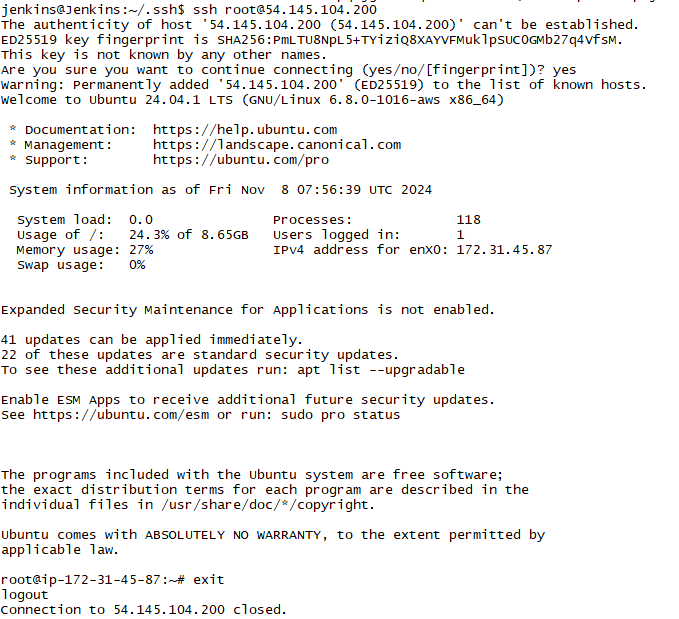 jenkins@Jenkins:~/.ssh$ ssh root@54.145.104.200
The authenticity of host '54.145.104.200 (54.145.104.200)' can't be established.
ED25519 key fingerprint is SHA256:PmLTU8NpL5+TYiziQ8XAYVFMuklpSUCOGMb27q4VfsM.
This key is not known by any other names.
Are you sure you want to continue connecting (yes/no/[fingerprint])? yes
Warning: Permanently added '54.145.104.200' (ED25519) to the list of known hosts.
Welcome to Ubuntu 24.04.1 LTS (GNU/Linux 6.8.0-1016-aws x86_64)
 * Documentation:  https://help.ubuntu.com
 * Management:     https://landscape.canonical.com
 * Support:        https://ubuntu.com/pro
 System information as of Fri Nov  8 07:56:39 UTC 2024
  System load:  0.0                Processes:             118
  Usage of /:   24.3% of 8.65GB   Users logged in:       1
  Memory usage: 27%                IPv4 address for enX0: 172.31.45.87
  Swap usage:   0%
Expanded Security Maintenance for Applications is not enabled.
41 updates can be applied immediately.
22 of these updates are standard security updates.
To see these additional updates run: apt list --upgradable
Enable ESM Apps to receive additional future security updates.
See https://ubuntu.com/esm or run: sudo pro status
The programs included with the Ubuntu system are free software;
the exact distribution terms for each program are described in the
individual files in /usr/share/doc/*/copyright.
Ubuntu comes with ABSOLUTELY NO WARRANTY, to the extent permitted by
applicable law.
root@ip-172-31-45-87:~# exit
logout
Connection to 54.145.104.200 closed.